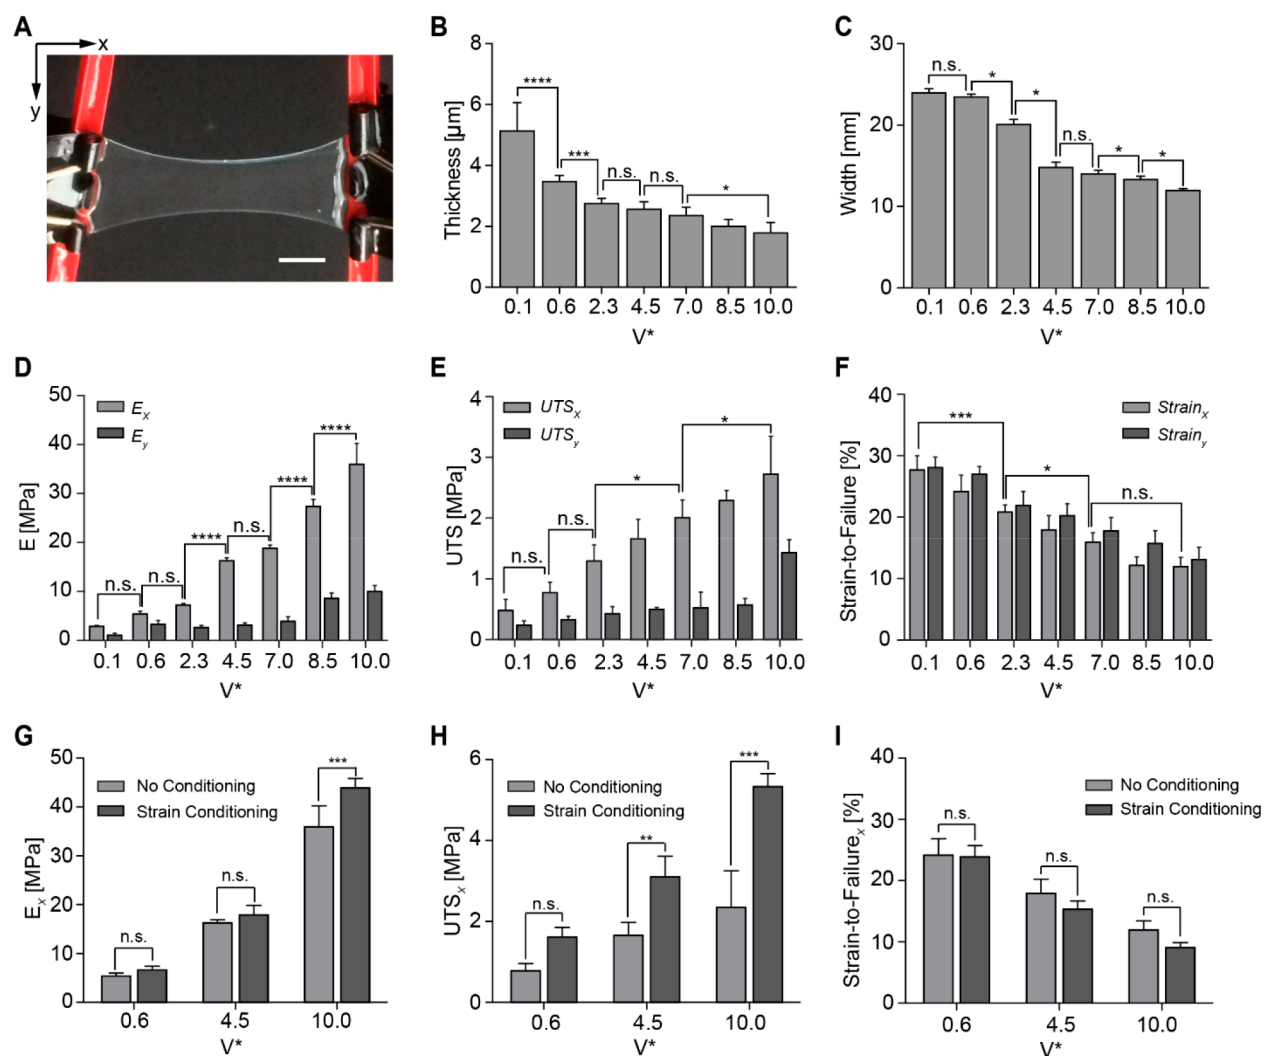 A
x
y
B
Thickness [µm]
8
6
4
2
0
****
***
n.s.
n.s.
*
0.1 0.6 2.3 4.5 7.0 8.5 10.0
V*
C
Width [mm]
30
20
10
0
n.s.
*
*
n.s.
*
*
0.1 0.6 2.3 4.5 7.0 8.5 10.0
V*
D
E [MPa]
50
40
30
20
10
0
Ex
Ey
n.s.
n.s.
****
n.s.
****
****
0.1 0.6 2.3 4.5 7.0 8.5 10.0
V*
E
UTS [MPa]
4
3
2
1
0
UTSx
UTSy
n.s.
n.s.
*
*
0.1 0.6 2.3 4.5 7.0 8.5 10.0
V*
F
Strain-to-Failure [%]
40
30
20
10
0
Strainx
Strainy
***
*
n.s.
0.1 0.6 2.3 4.5 7.0 8.5 10.0
V*
G
Ex [MPa]
50
40
30
20
10
0
No Conditioning
Strain Conditioning
n.s.
n.s.
***
0.6 4.5 10.0
V*
H
UTSx [MPa]
6
4
2
0
No Conditioning
Strain Conditioning
n.s.
**
***
0.6 4.5 10.0
V*
I
Strain-to-Failurex [%]
40
30
20
10
0
No Conditioning
Strain Conditioning
n.s.
n.s.
n.s.
0.6 4.5 10.0
V*